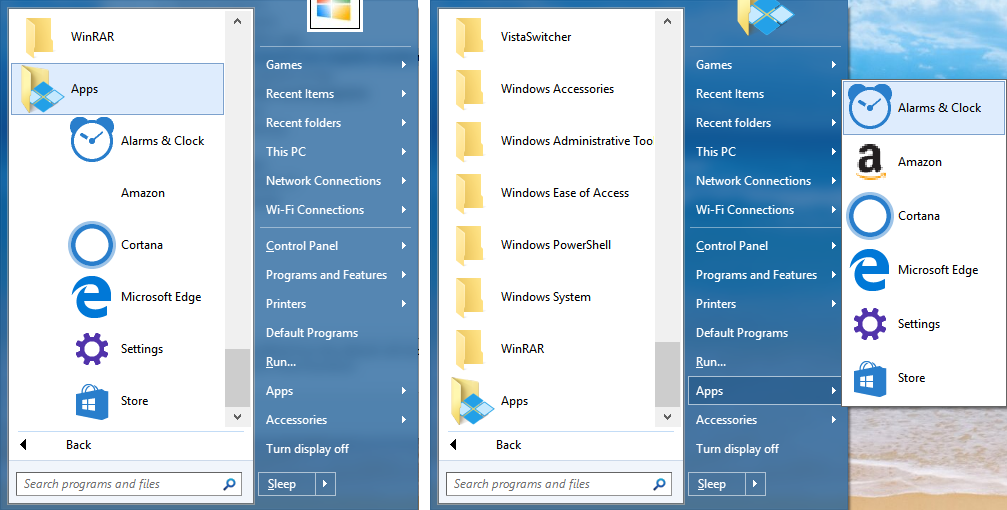 WinRAR
Apps
Alarms & Clock
Amazon
Cortana
Microsoft Edge
Settings
Store
Back
Search programs and files
Games
Recent Items
Recent folders
This PC
Network Connections
Wi-Fi Connections
Control Panel
Programs and Features
Printers
Default Programs
Run...
Apps
Accessories
Turn display off
Sleep
VistaSwitcher
Windows Accessories
Windows Administrative Too
Windows Ease of Access
Windows PowerShell
Windows System
WinRAR
Apps
Back
Search programs and files
Games
Recent Items
Recent folders
This PC
Network Connections
Wi-Fi Connections
Control Panel
Programs and Features
Printers
Default Programs
Run...
Apps
Accessories
Turn display off
Sleep
Alarms & Clock
a
Amazon
Cortana
Microsoft Edge
Settings
Store